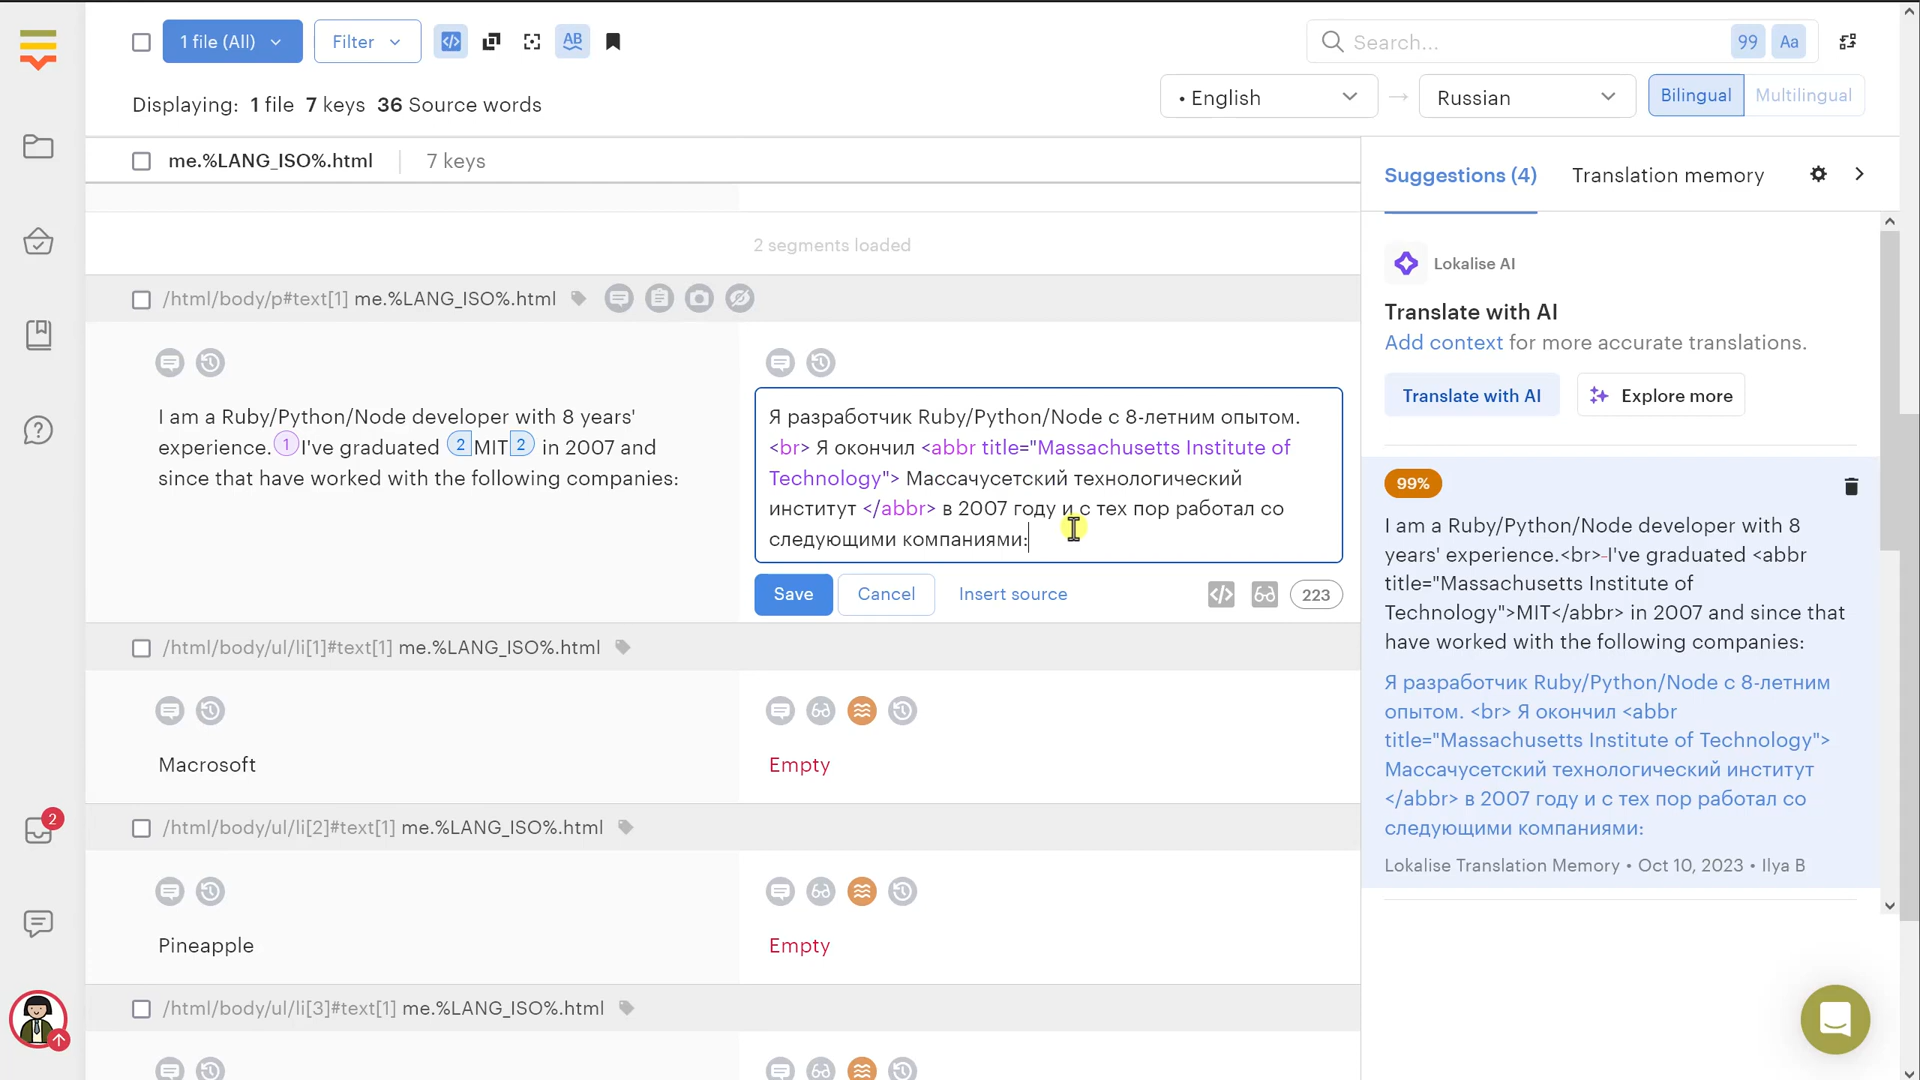 1 file (All)
Filter
AB
Search...
99
Aa
Displaying: 1 file 7 keys 36 Source words
• English
Russian
Bilingual
Multilingual
me.%LANG_ISO%.html
7 keys
2 segments loaded
/html/body/p#text[1] me.%LANG_ISO%.html
I am a Ruby/Python/Node developer with 8 years'
experience. 1 I've graduated 2 MIT 2 in 2007 and
since that have worked with the following companies:
Я разработчик Ruby/Python/Node с 8-летним опытом.
<br> Я окончил <abbr title="Massachusetts Institute of
Technology"> Массачусетский технологический
институт </abbr> в 2007 году и с тех пор работал со
следующими компаниями:
Save
Cancel
Insert source
</>
223
/html/body/ul/li[1]#text[1] me.%LANG_ISO%.html
Macrosoft
Empty
/html/body/ul/li[2]#text[1] me.%LANG_ISO%.html
Pineapple
Empty
/html/body/ul/li[3]#text[1] me.%LANG_ISO%.html
2
Suggestions (4)
Translation memory
Lokalise AI
Translate with AI
Add context for more accurate translations.
Translate with AI
Explore more
99%
I am a Ruby/Python/Node developer with 8
years' experience.<br>-I've graduated <abbr
title="Massachusetts Institute of
Technology">MIT</abbr> in 2007 and since that
have worked with the following companies:
Я разработчик Ruby/Python/Node с 8-летним
опытом. <br> Я окончил <abbr
title="Massachusetts Institute of Technology">
Массачусетский технологический институт
</abbr> в 2007 году и с тех пор работал со
следующими компаниями:
Lokalise Translation Memory • Oct 10, 2023 • Ilya B